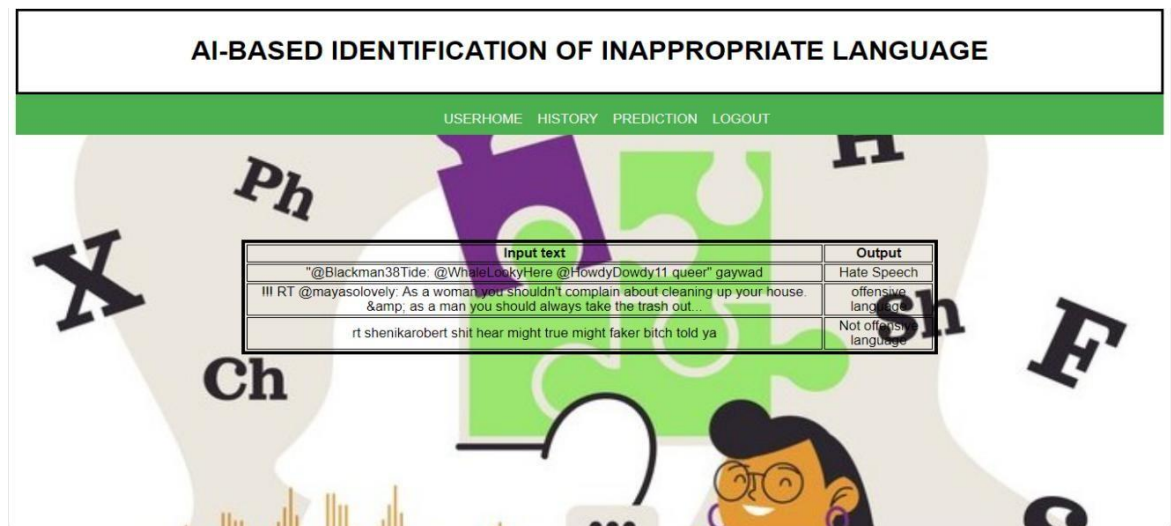 AI-BASED IDENTIFICATION OF INAPPROPRIATE LANGUAGE
USERHOME HISTORY PREDICTION LOGOUT
H
Ph
X
Input text Output
"@Blackman38Tide: @WhaleLookyHere @HowdyDowdy11 queer" gaywad Hate Speech
!!! RT @mayasolovely: As a woman you shouldn't complain about cleaning up your house. offensive
&amp; as a man you should always take the trash out... language
rt shenikarobert shit hear might true might faker bitch told ya Not offensive
language
Sh
F
Ch
S